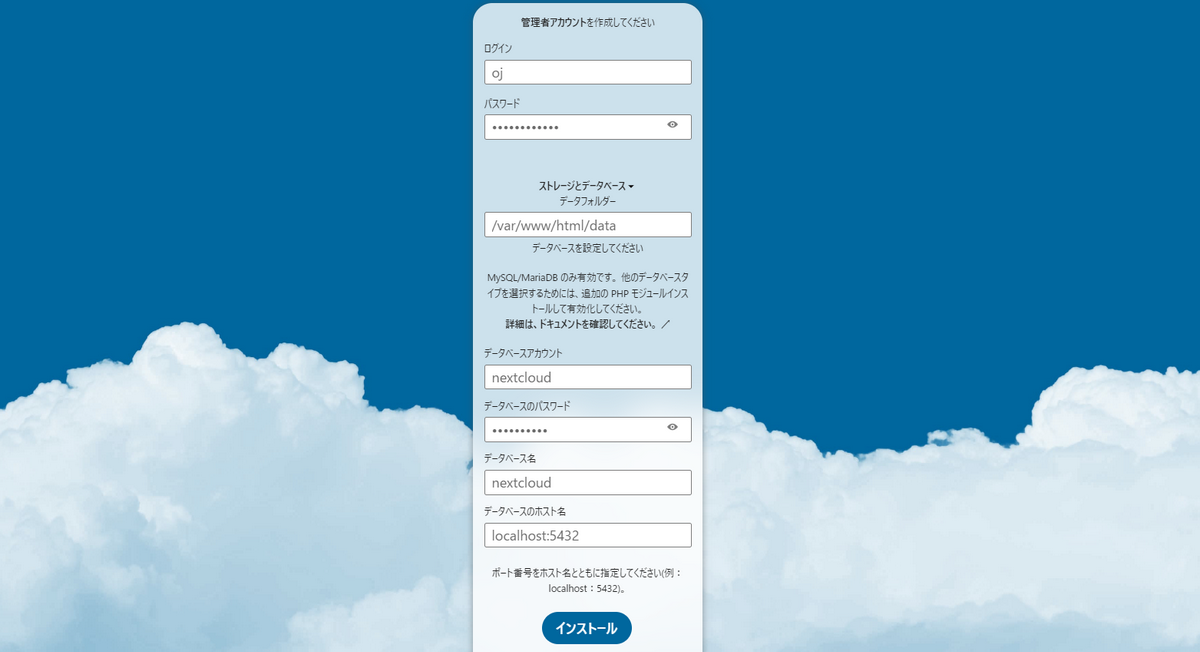 管理者アカウントを作成してください
ログイン
oj
パスワード
••••••••••••
ストレージとデータベース
データフォルダー
/var/www/html/data
データベースを設定してください
MySQL/MariaDB のみ有効です。他のデータベースタ
イプを選択するためには、追加の PHP モジュールインス
トールして有効化してください。
詳細は、ドキュメントを確認してください。
データベースアカウント
nextcloud
データベースのパスワード
••••••••••
データベース名
nextcloud
データベースのホスト名
localhost:5432
ポート番号をホスト名とともに指定してください(例：
localhost：5432)。
インストール